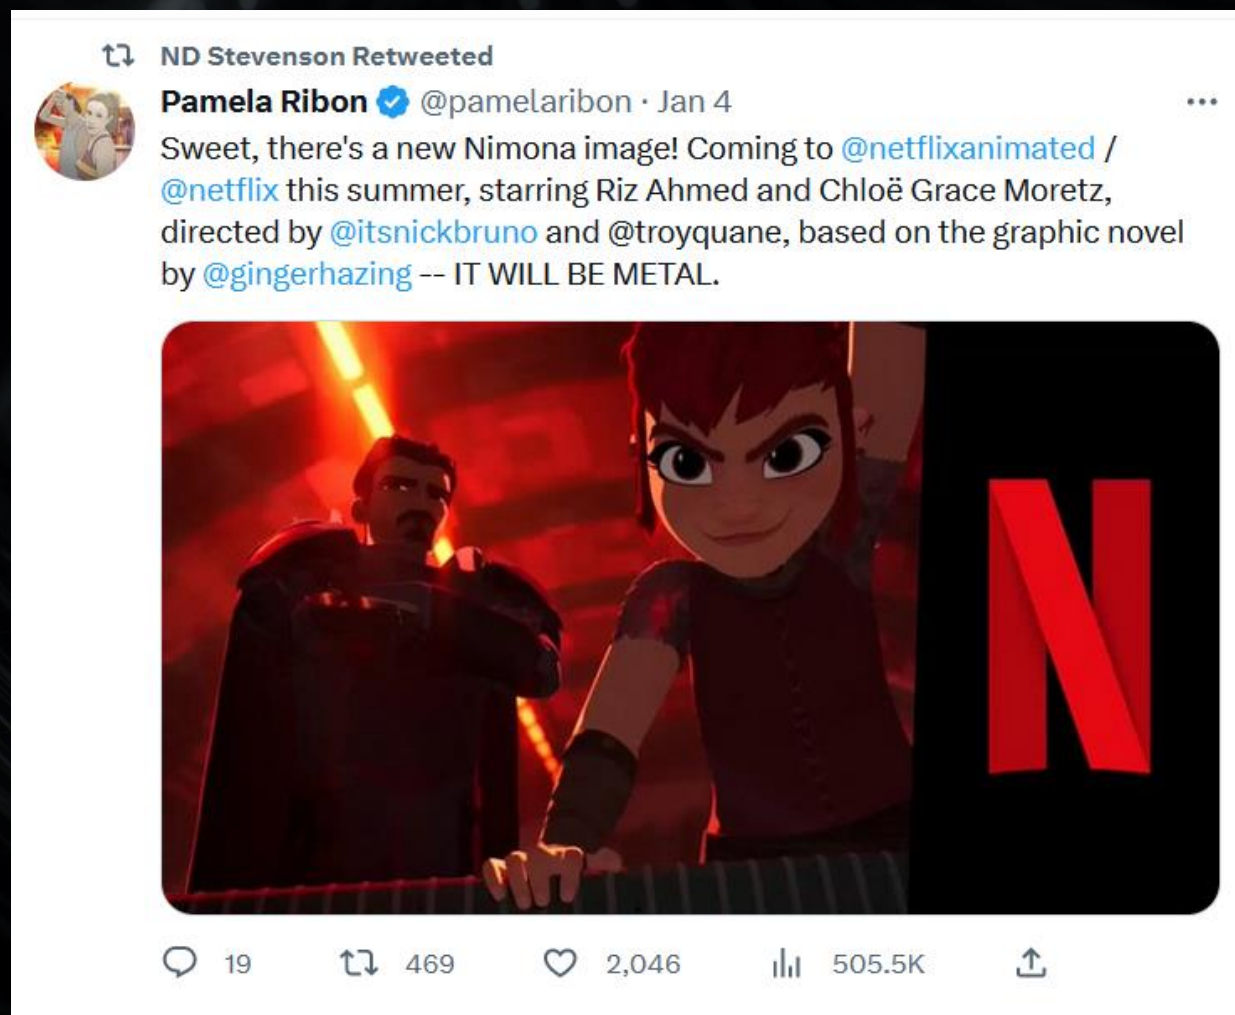 ND Stevenson Retweeted
Pamela Ribon @pamelaribon · Jan 4
Sweet, there's a new Nimona image! Coming to @netflixanimated /
@netflix this summer, starring Riz Ahmed and Chloë Grace Moretz,
directed by @itsnickbruno and @troyquane, based on the graphic novel
by @gingerhazing -- IT WILL BE METAL.
N
19 469 2,046 505.5K